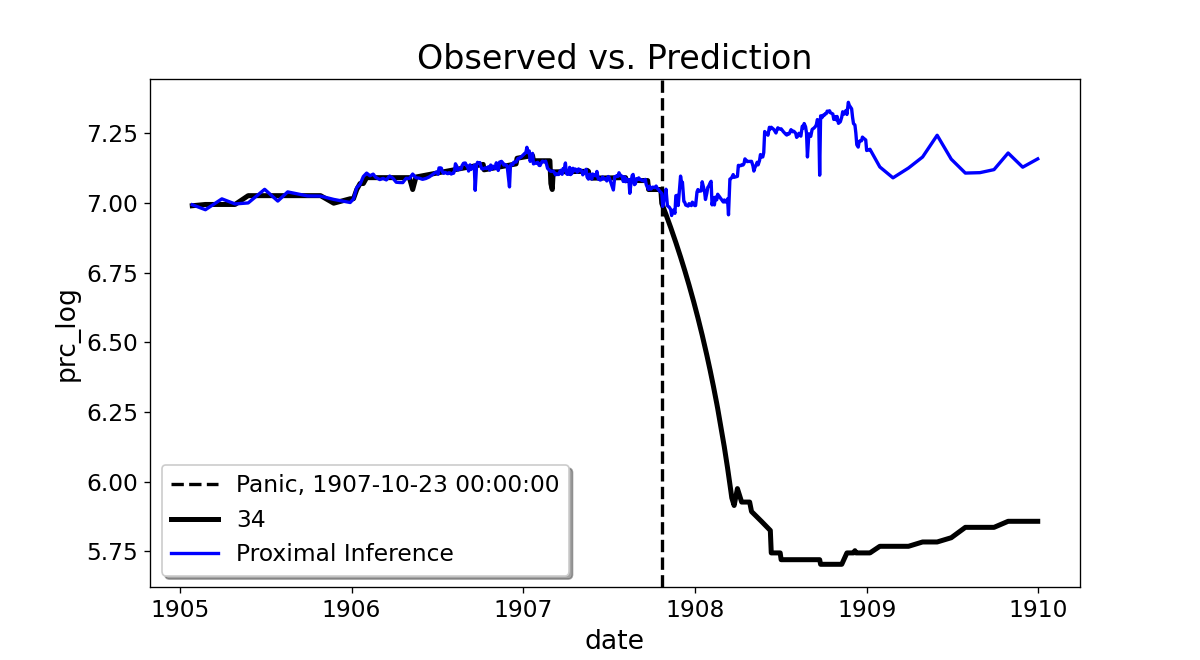 Observed vs. Prediction
prc_log
7.25
7.00
6.75
6.50
6.25
6.00
5.75
Panic, 1907-10-23 00:00:00
34
Proximal Inference
1905 1906 1907 1908 1909 1910
date